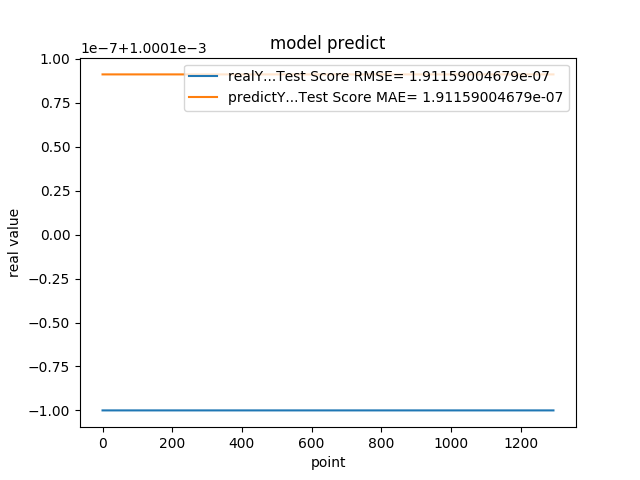 model predict
1e−7+1.0001e−3
realY...Test Score RMSE= 1.91159004679e-07
predictY...Test Score MAE= 1.91159004679e-07
1.00
0.75
0.50
0.25
0.00
−0.25
−0.50
−0.75
−1.00
real value
0 200 400 600 800 1000 1200
point